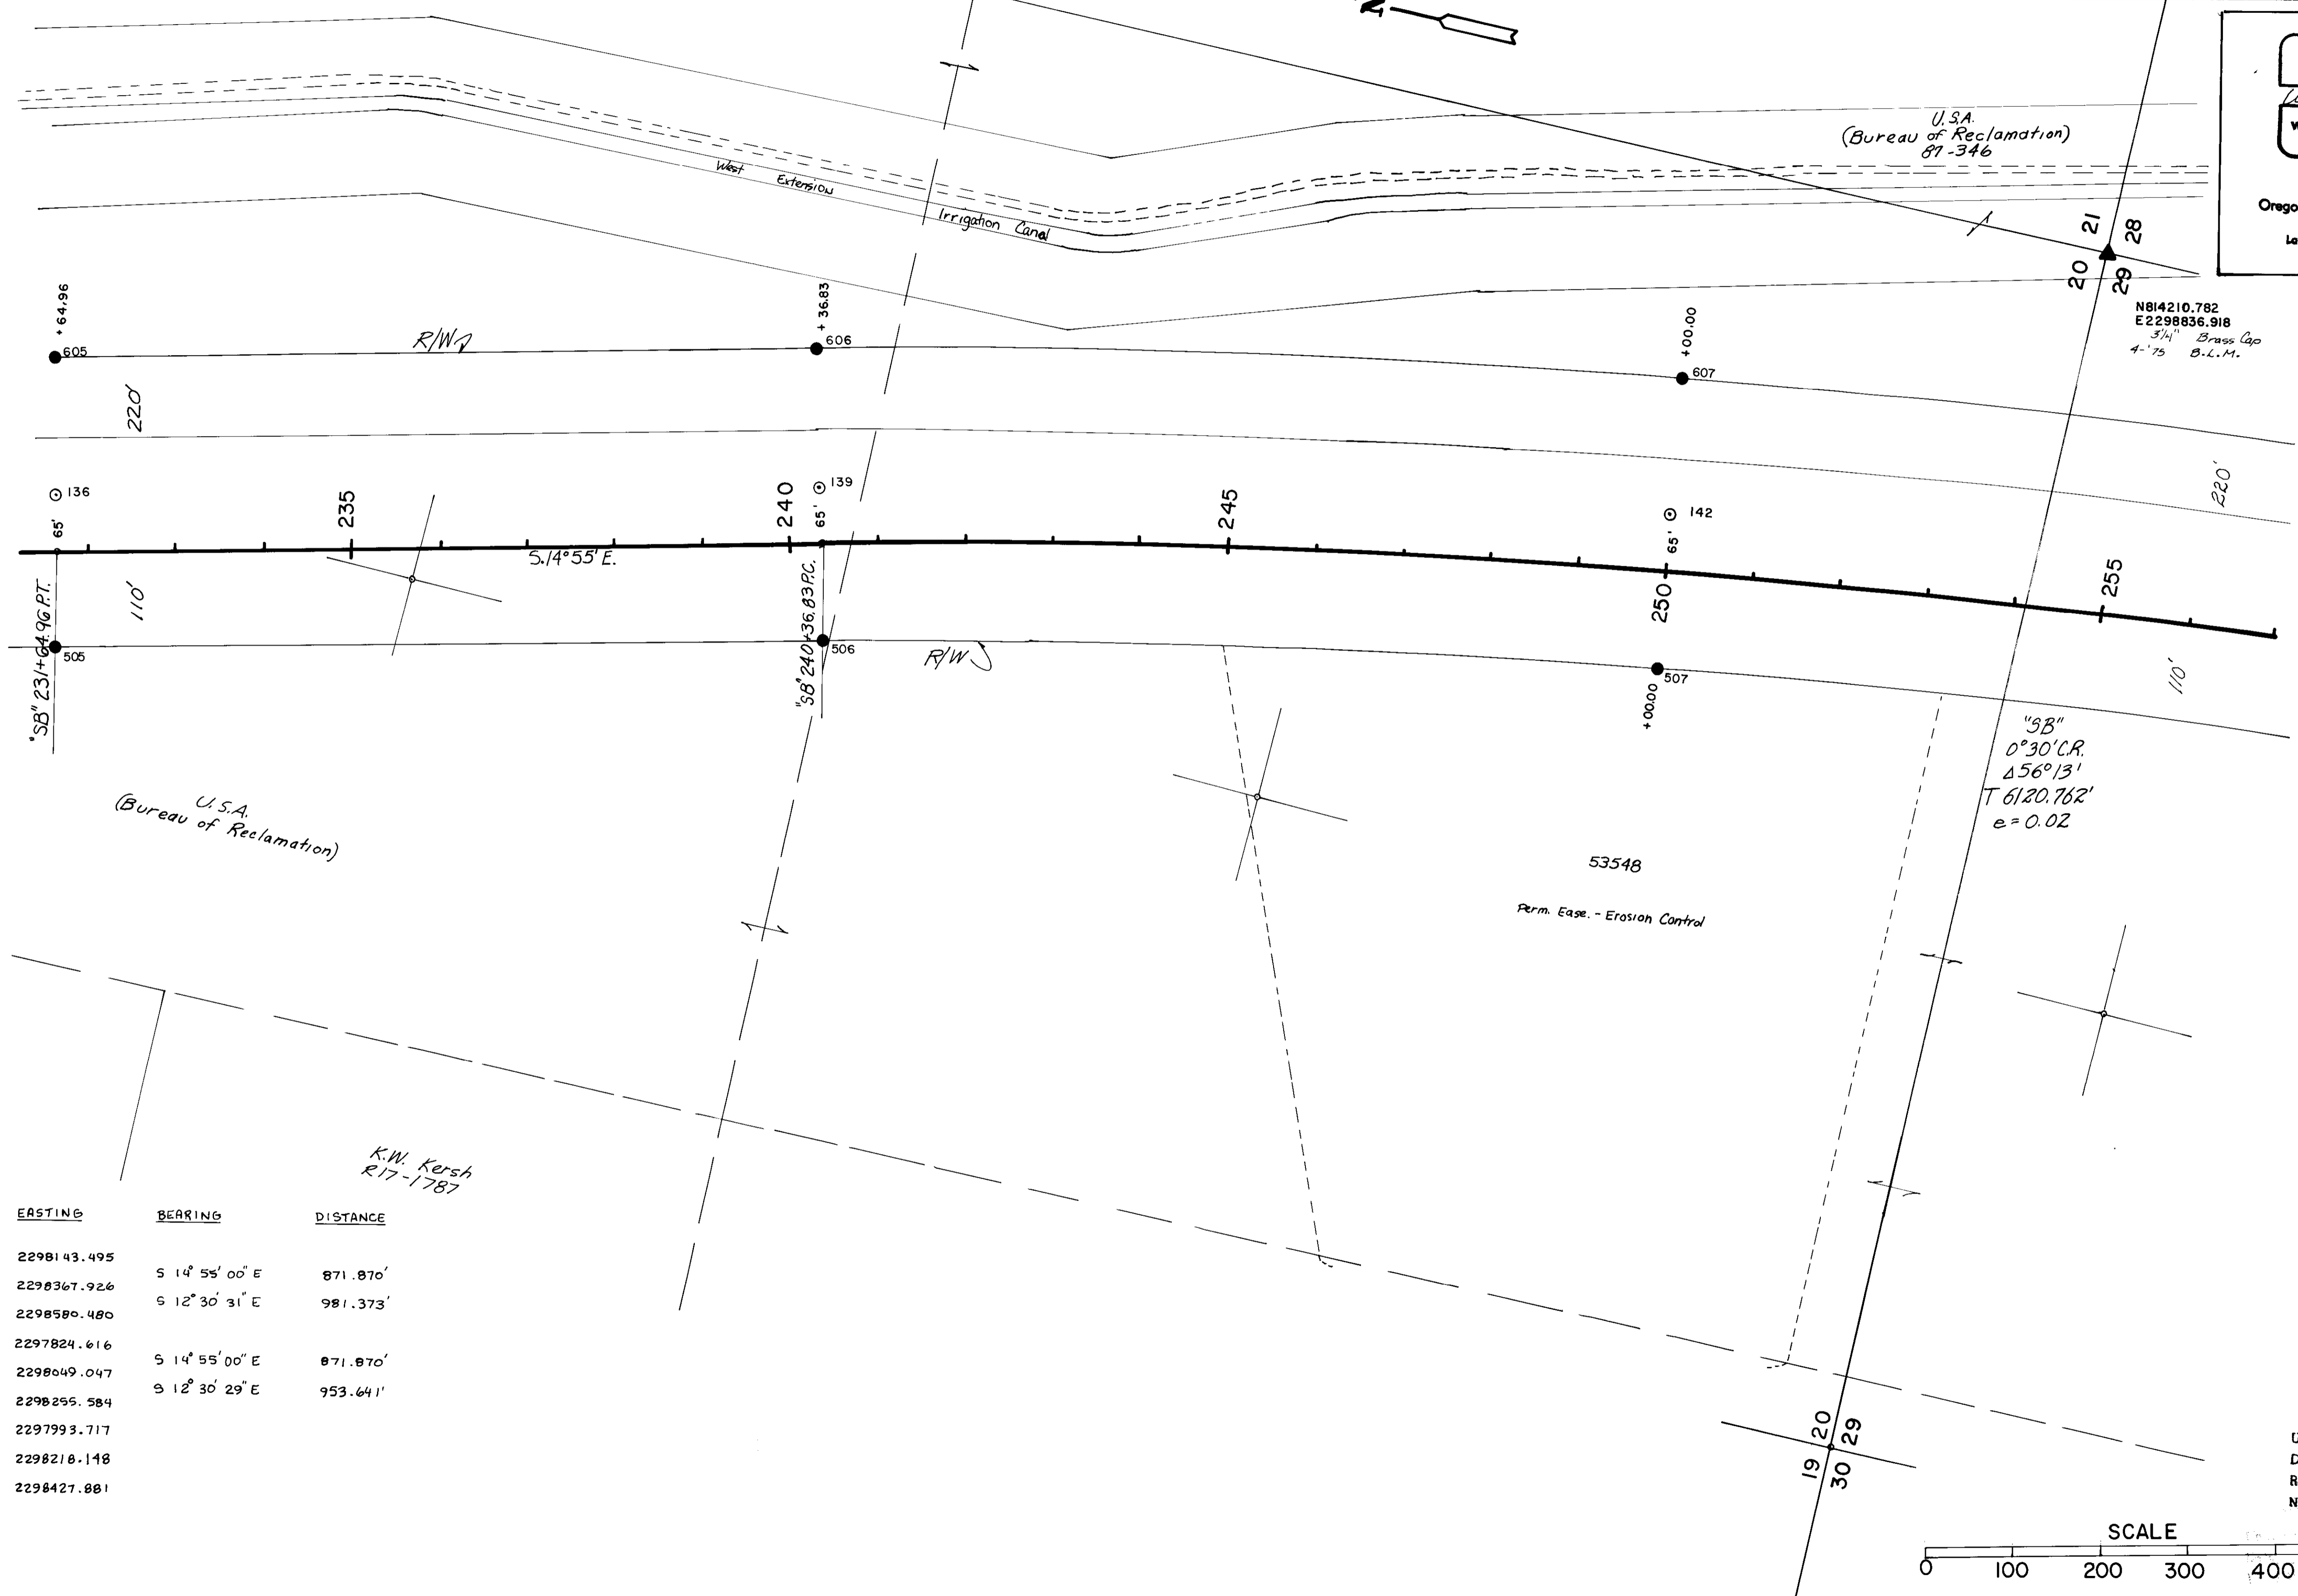 N
U.S.A.
(Bureau of Reclamation)
87-346
West Extension Irrigation Canal
21
28
20
29
N814210.782
E2298836.918
3¼" Brass Cap
4-'75 B.L.M.
Orego
+64.96
605
R/W
+36.83
606
+00.00
607
220'
220'
136
65'
235
240
139
65'
245
142
65'
250
255
S.14°55'E.
110'
"SB" 231+64.96 P.T.
505
"SB" 240+36.83 P.C.
506
R/W
507
+00.00
110'
"SB"
0°30' C.R.
Δ56°13'
T 6120.762'
e = 0.02
U.S.A.
(Bureau of Reclamation)
53548
Perm. Ease. - Erosion Control
K.W. Kersh
R17-1787
EASTING BEARING DISTANCE
2298143.495
S 14° 55' 00" E 871.870'
2298367.926
S 12° 30' 31" E 981.373'
2298580.480
2297824.616
S 14° 55' 00" E 871.870'
2298049.047
S 12° 30' 29" E 953.641'
2298255.584
2297993.717
2298218.148
2298427.881
20
29
19
30
U
D
R
N
SCALE
0 100 200 300 400